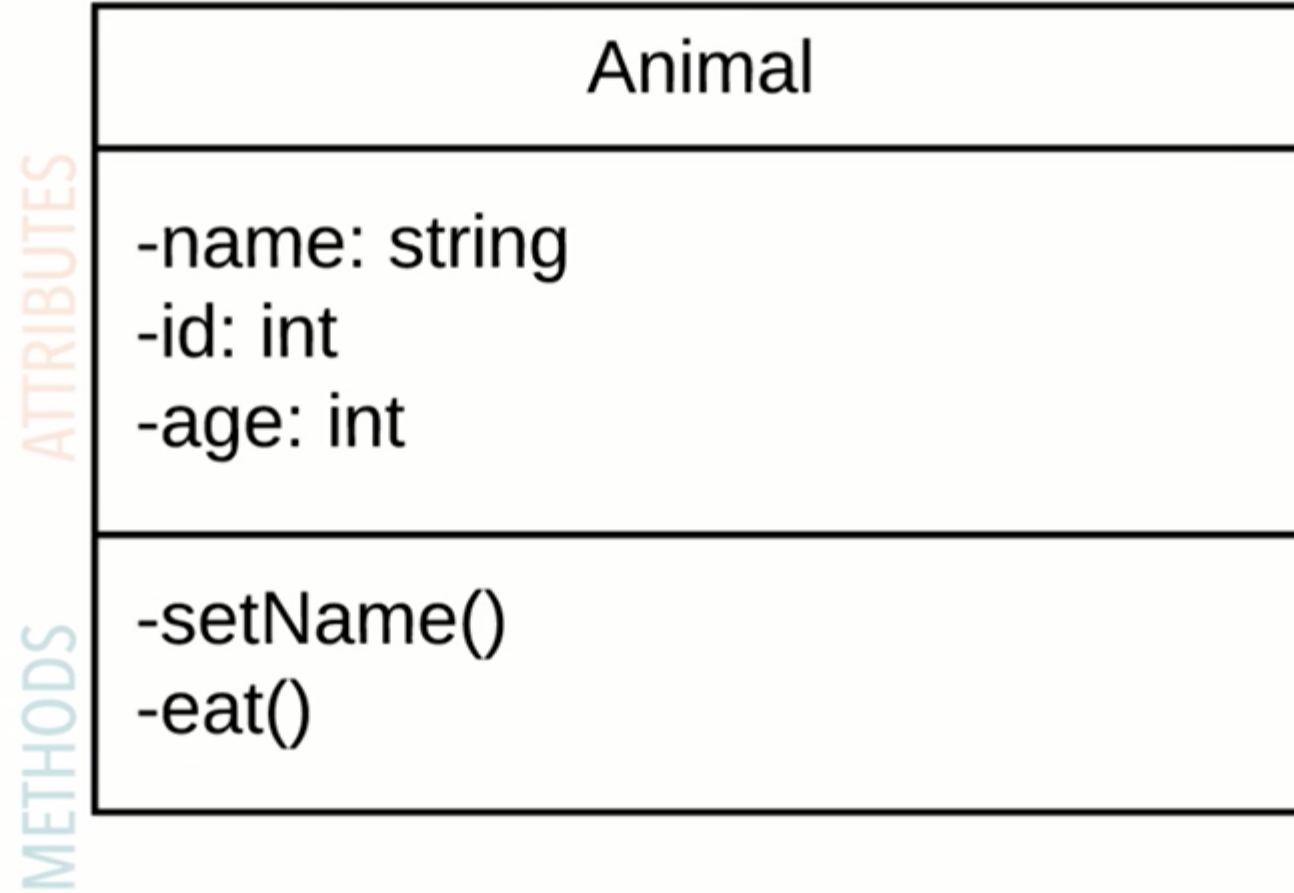 Animal
ATTRIBUTES
-name: string
-id: int
-age: int
METHODS
-setName()
-eat()